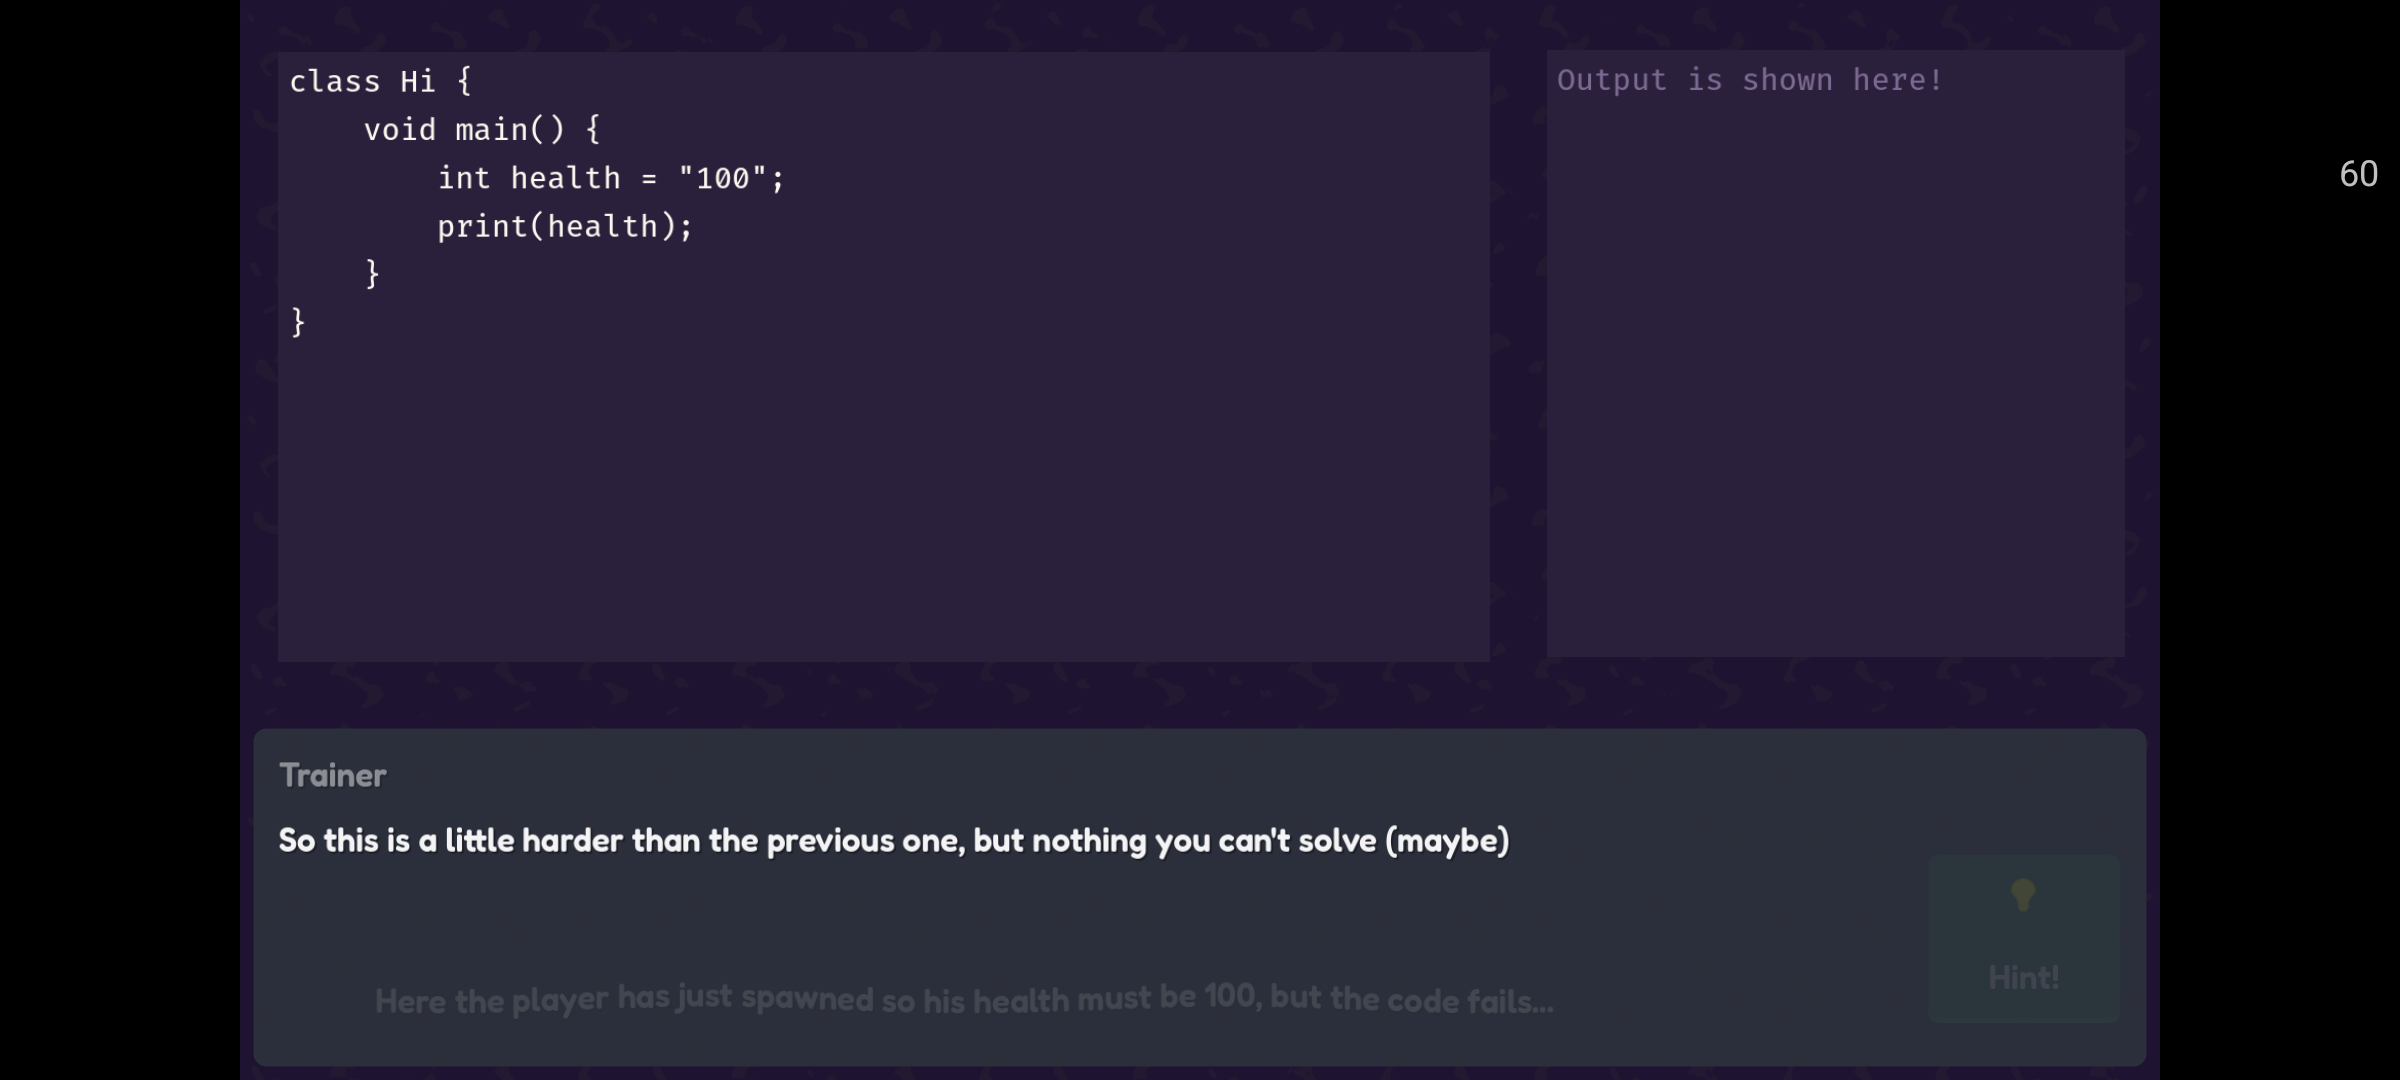 class Hi {
    void main() {
        int health = "100";
        print(health);
    }
}
Output is shown here!
60
Trainer
So this is a little harder than the previous one, but nothing you can't solve (maybe)
Here the player has just spawned so his health must be 100, but the code fails...
Hint!